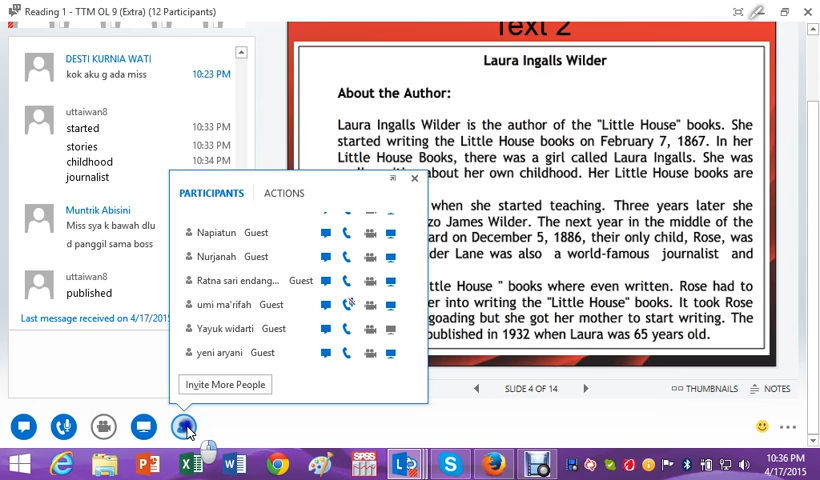 Reading 1 - TTM OL 9 (Extra) (12 Participants)
DESTI KURNIA WATI
kok aku g ada miss
10:23 PM
uttaiwan8
started
10:33 PM
stories
10:33 PM
childhood
10:34 PM
journalist
Muntrik Abisini
Miss sya k bawah dlu
d panggil sama boss
uttaiwan8
published
Last message received on 4/17/2015
PARTICIPANTS
ACTIONS
Napiatun Guest
Nurjanah Guest
Ratna sari endang... Guest
umi ma'rifah Guest
Yayuk widarti Guest
yeni aryani Guest
Invite More People
Text 2
Laura Ingalls Wilder
About the Author:
Laura Ingalls Wilder is the author of the "Little House" books. She
started writing the Little House books on February 7, 1867. In her
Little House Books, there was a girl called Laura Ingalls. She was
about her own childhood. Her Little House books are
when she started teaching. Three years later she
zo James Wilder. The next year in the middle of the
ard on December 5, 1886, their only child, Rose, was
der Lane was also a world-famous journalist and
ttle House " books where even written. Rose had to
er into writing the "Little House" books. It took Rose
goading but she got her mother to start writing. The
published in 1932 when Laura was 65 years old.
SLIDE 4 OF 14
THUMBNAILS
NOTES
SPSS
10:36 PM
4/17/2015